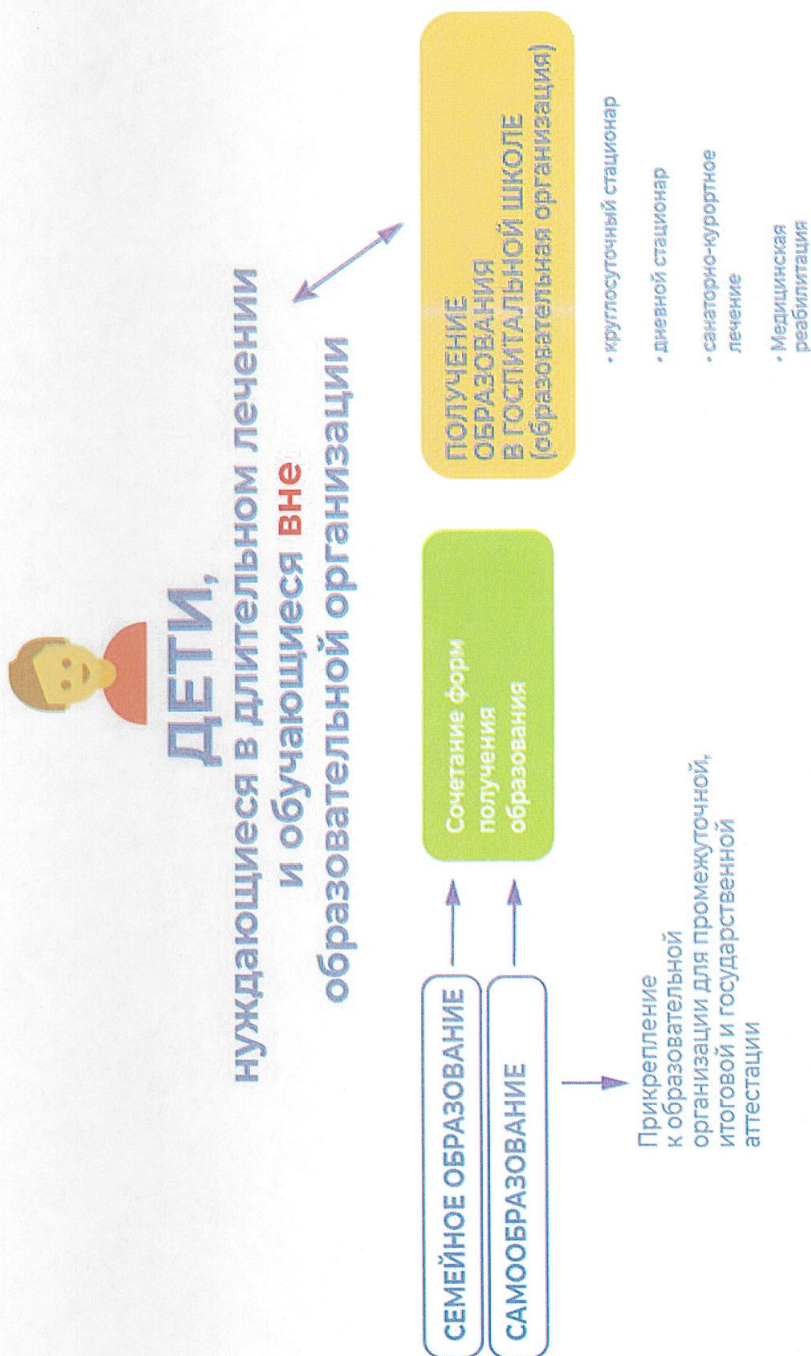 ДЕТИ,
нуждающиеся в длительном лечении
и обучающиеся вне
образовательной организации
СЕМЕЙНОЕ ОБРАЗОВАНИЕ
САМООБРАЗОВАНИЕ
Прикрепление
к образовательной
организации для промежуточной,
итоговой и государственной
аттестации
Сочетание форм
получения
образования
ПОЛУЧЕНИЕ
ОБРАЗОВАНИЯ
В ГОСПИТАЛЬНОЙ ШКОЛЕ
(образовательная организация)
• круглосуточный стационар
• дневной стационар
• санаторно-курортное
лечение
• Медицинская
реабилитация